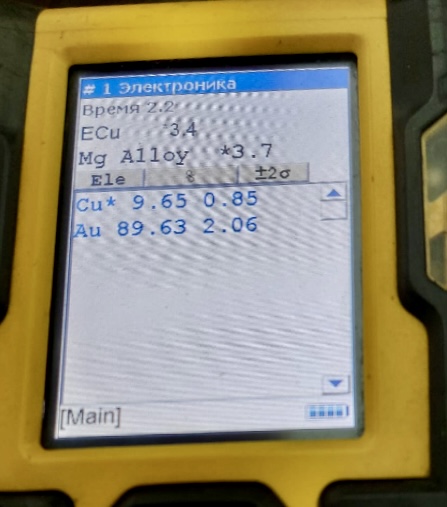 # 1 Электроника
Время 2.2
ECu *3.4
Mg Alloy *3.7
Ele % ±2σ
Cu* 9.65 0.85
Au 89.63 2.06
[Main]